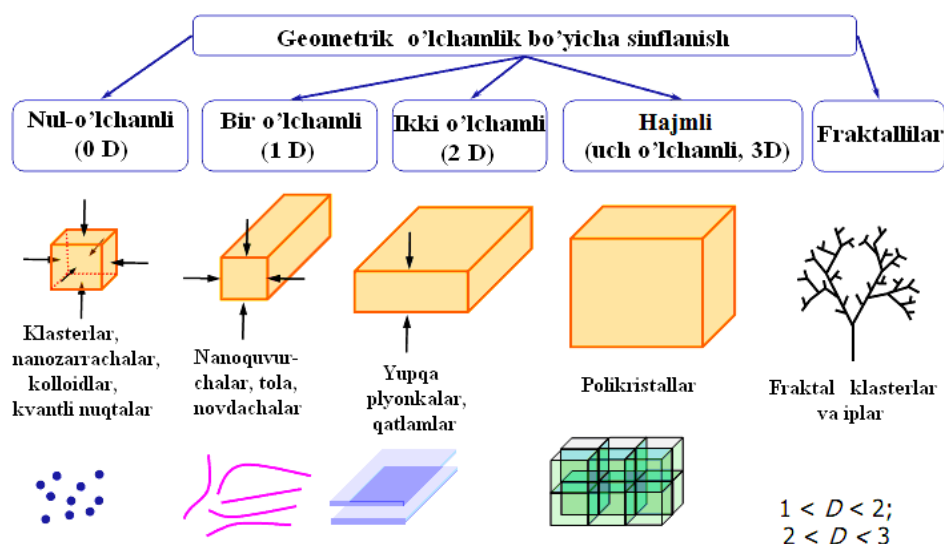 Geometrik o'lchamlik bo'yicha sinflanish
Nul-o'lchamli
(0 D)
Bir o'lchamli
(1 D)
Ikki o'lchamli
(2 D)
Hajmli
(uch o'lchamli, 3D)
Fraktallilar
Klasterlar,
nanozarrachalar,
kolloidlar,
kvantli nuqtalar
Nanoquvur-
chalar, tola,
novdachalar
Yupqa
plyonkalar,
qatlamlar
Polikristallar
Fraktal klasterlar
va iplar
1 < D < 2;
2 < D < 3